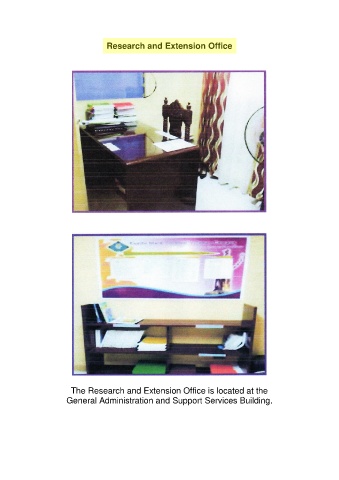 Research and Extension Office
The Research and Extension Office is located at the
General Administration and Support Services Building.